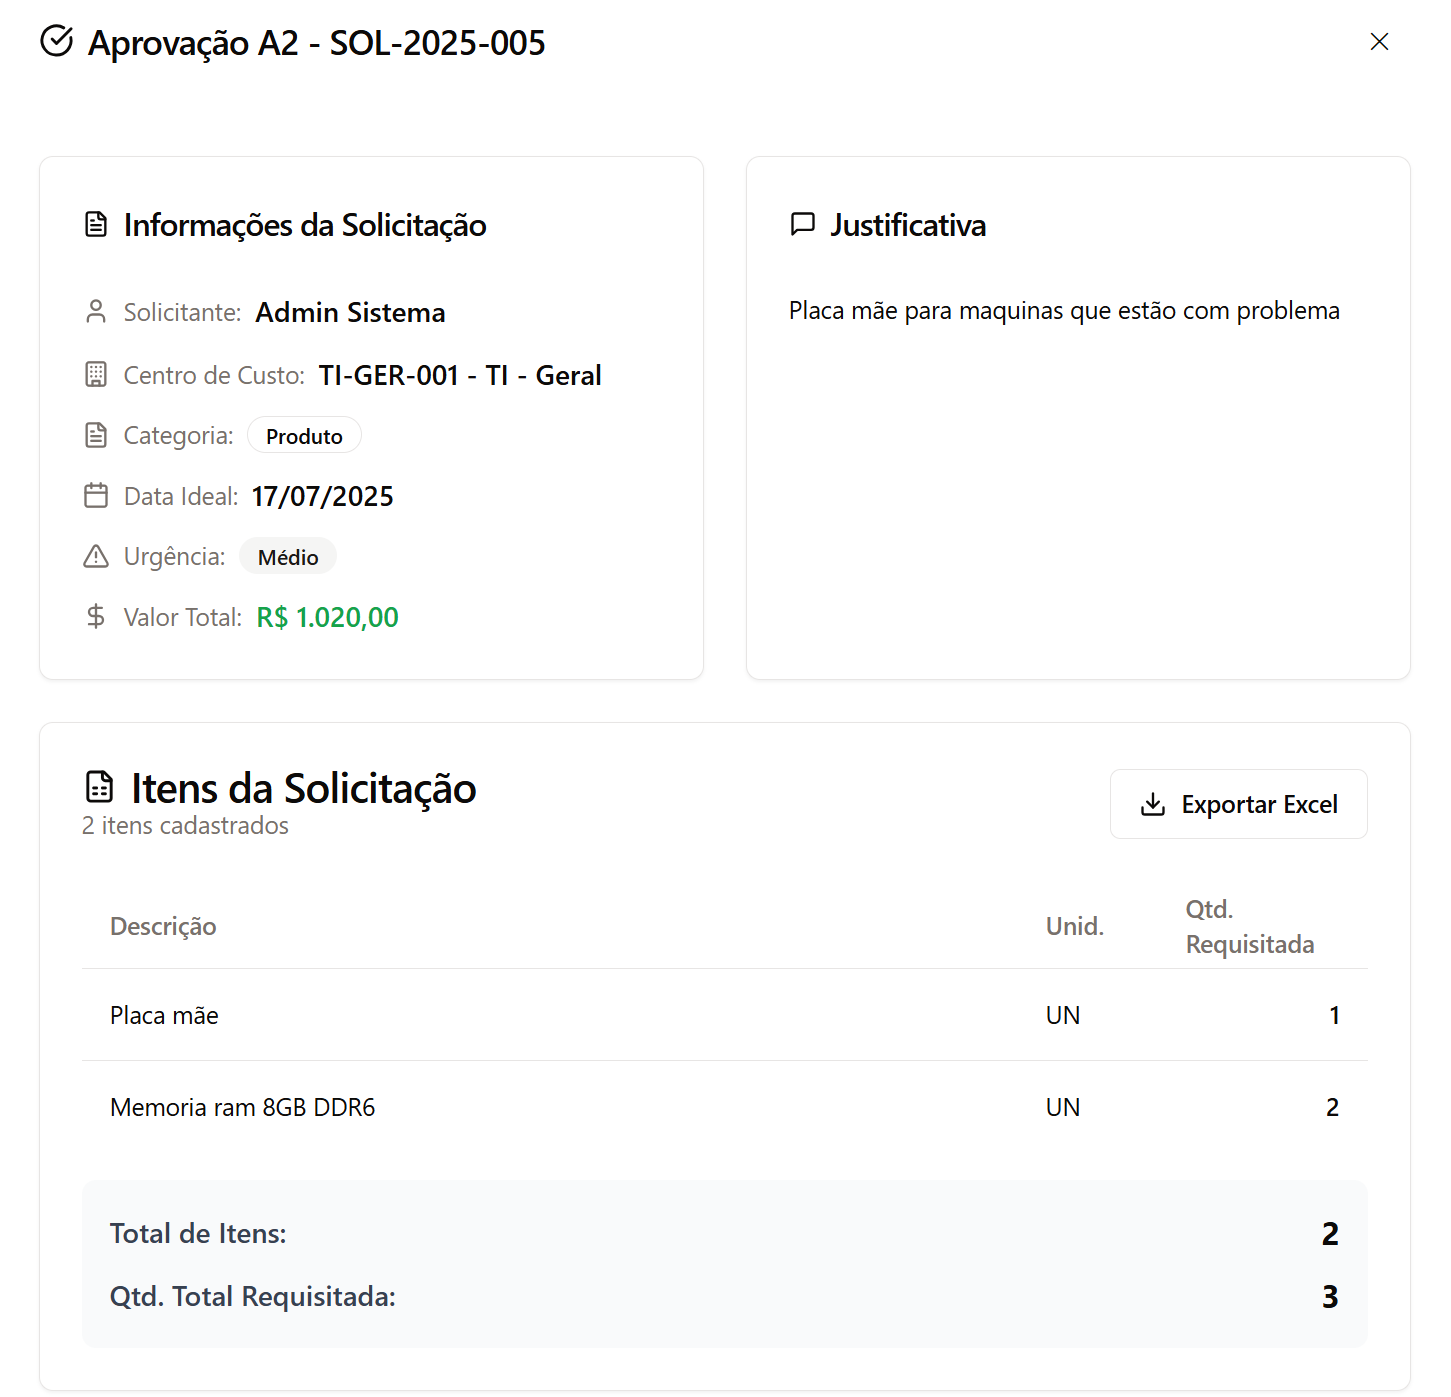 Aprovação A2 - SOL-2025-005
Informações da Solicitação
Solicitante: Admin Sistema
Centro de Custo: TI-GER-001 - TI - Geral
Categoria: Produto
Data Ideal: 17/07/2025
Urgência: Médio
Valor Total: R$ 1.020,00
Justificativa
Placa mãe para maquinas que estão com problema
Itens da Solicitação
2 itens cadastrados
Exportar Excel
Descrição Unid. Qtd. Requisitada
Placa mãe UN 1
Memoria ram 8GB DDR6 UN 2
Total de Itens: 2
Qtd. Total Requisitada: 3